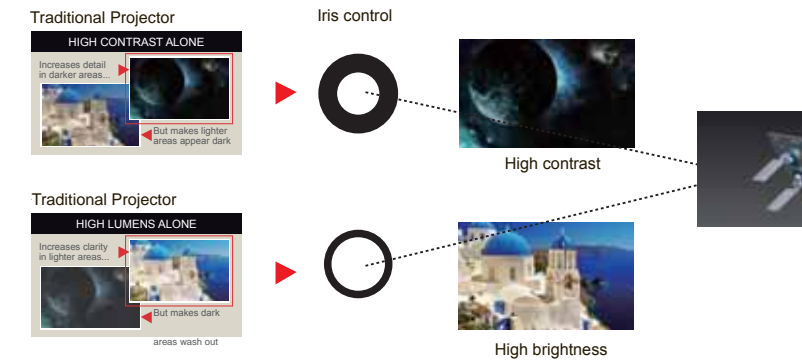 Traditional Projector
Iris control
HIGH CONTRAST ALONE
Increases detail
in darker areas...
But makes lighter
areas appear dark
High contrast
Traditional Projector
HIGH LUMENS ALONE
Increases clarity
in lighter areas...
But makes dark
areas wash out
High brightness